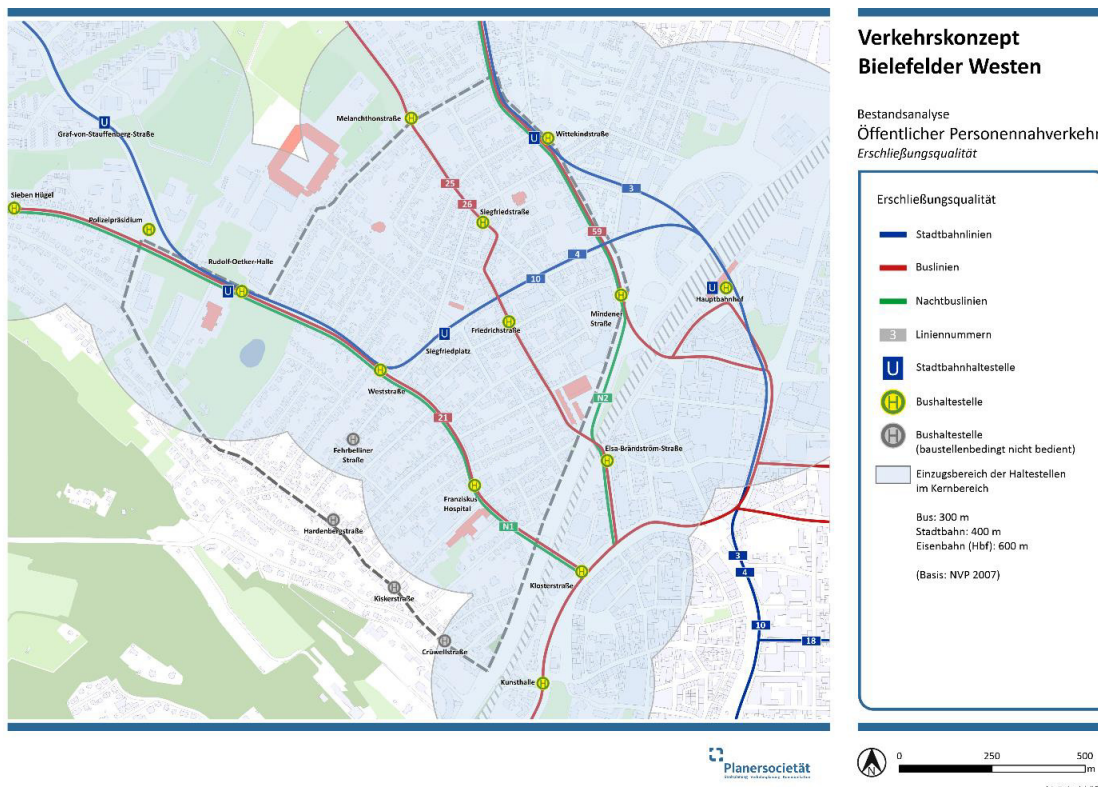 Verkehrskonzept
Bielefelder Westen
Bestandsanalyse
Öffentlicher Personennahverkehr
Erschließungsqualität
Erschließungsqualität
Stadtbahnlinien
Buslinien
Nachtbuslinien
3 Liniennummern
U Stadtbahnhaltestelle
H Bushaltestelle
H Bushaltestelle
(baustellenbedingt nicht bedient)
Einzugsbereich der Haltestellen
im Kernbereich
Bus: 300 m
Stadtbahn: 400 m
Eisenbahn (Hbf): 600 m
(Basis: NVP 2007)
Melanchthonstraße H
U
Graf-von-Stauffenberg-Straße
U H Wittekindstraße
25
3
Sieben Hügel
H
26
Siegfriedstraße
H
Polizeipräsidium
H
59
4
Rudolf-Oetker-Halle
U H
10
U H
Hauptbahnhof
H
Mindener
Straße
H
Friedrichstraße
U
Siegfriedplatz
H
Weststraße
N2
21
H
Fehrbelliner
Straße
Elsa-Brändström-Straße
H
H
Franziskus
Hospital
H
Hardenbergstraße
N1
3
4
H
Klosterstraße
H
Kiskerstraße
10
18
H
Crüwellstraße
Kunsthalle H
Planersocietät
N
0 250 500
m